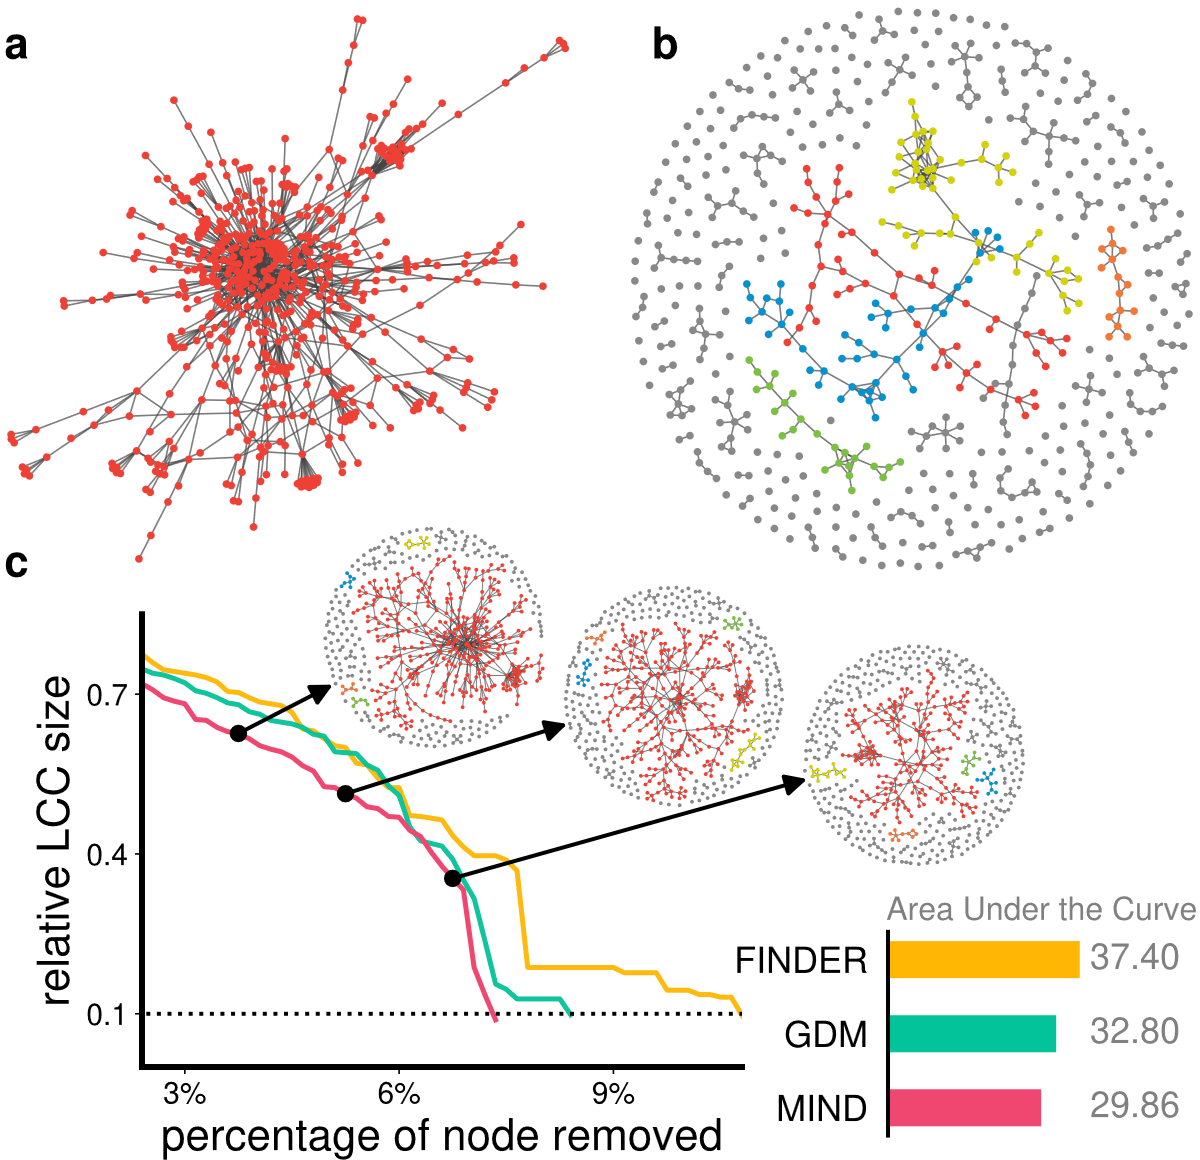 a
b
c
relative LCC size
0.7
0.4
0.1
3%
6%
9%
percentage of node removed
Area Under the Curve
FINDER 37.40
GDM 32.80
MIND 29.86